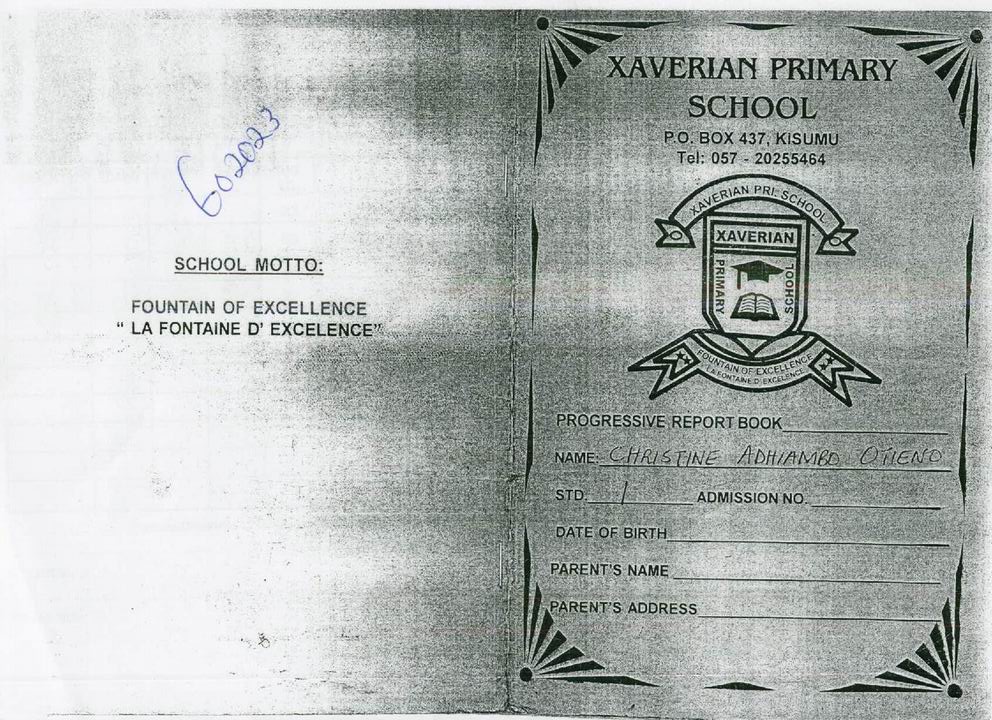 602023
SCHOOL MOTTO:
FOUNTAIN OF EXCELLENCE
“ LA FONTAINE D’ EXCELENCE”
XAVERIAN PRIMARY
SCHOOL
P.O. BOX 437, KISUMU
Tel: 057 - 20255464
XAVERIAN PRI. SCHOOL
XAVERIAN
PRIMARY
SCHOOL
FOUNTAIN OF EXCELLENCE
LA FONTAINE D' EXCELENCE
PROGRESSIVE REPORT BOOK
NAME: CHRISTINE ADHIAMBO OTIENO
STD. 1 ADMISSION NO.
DATE OF BIRTH
PARENT'S NAME
PARENT'S ADDRESS